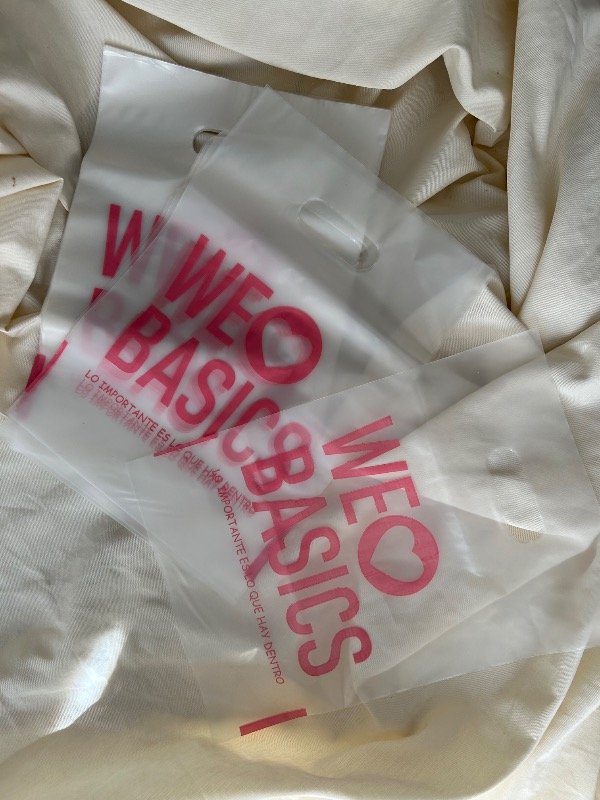 W
WE
BASICS
LO IMPORTANTE ES LO QUE HAY DENTRO
WE
BASICS
LO IMPORTANTE ES LO QUE HAY DENTRO